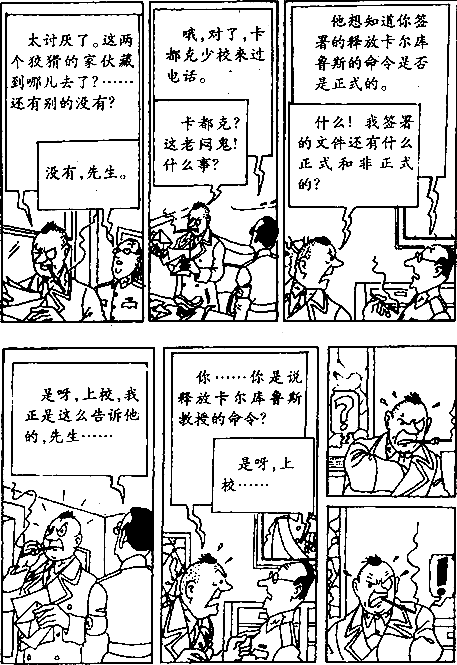 太讨厌了。这两
个狡猾的家伙藏
到哪儿去了？……
还有别的没有？
没有，先生。
哦，对了，卡
都克少校来过
电话。
卡都克？
这老闷鬼！
什么事？
他想知道你签
署的释放卡尔库
鲁斯的命令是否
是正式的。
什么！我签署
的文件还有什么
正式和非正式
的？
是呀，上校，我
正是这么告诉他
的，先生……
你……你是说
释放卡尔库鲁斯
教授的命令？
是呀，上
校……
?
!